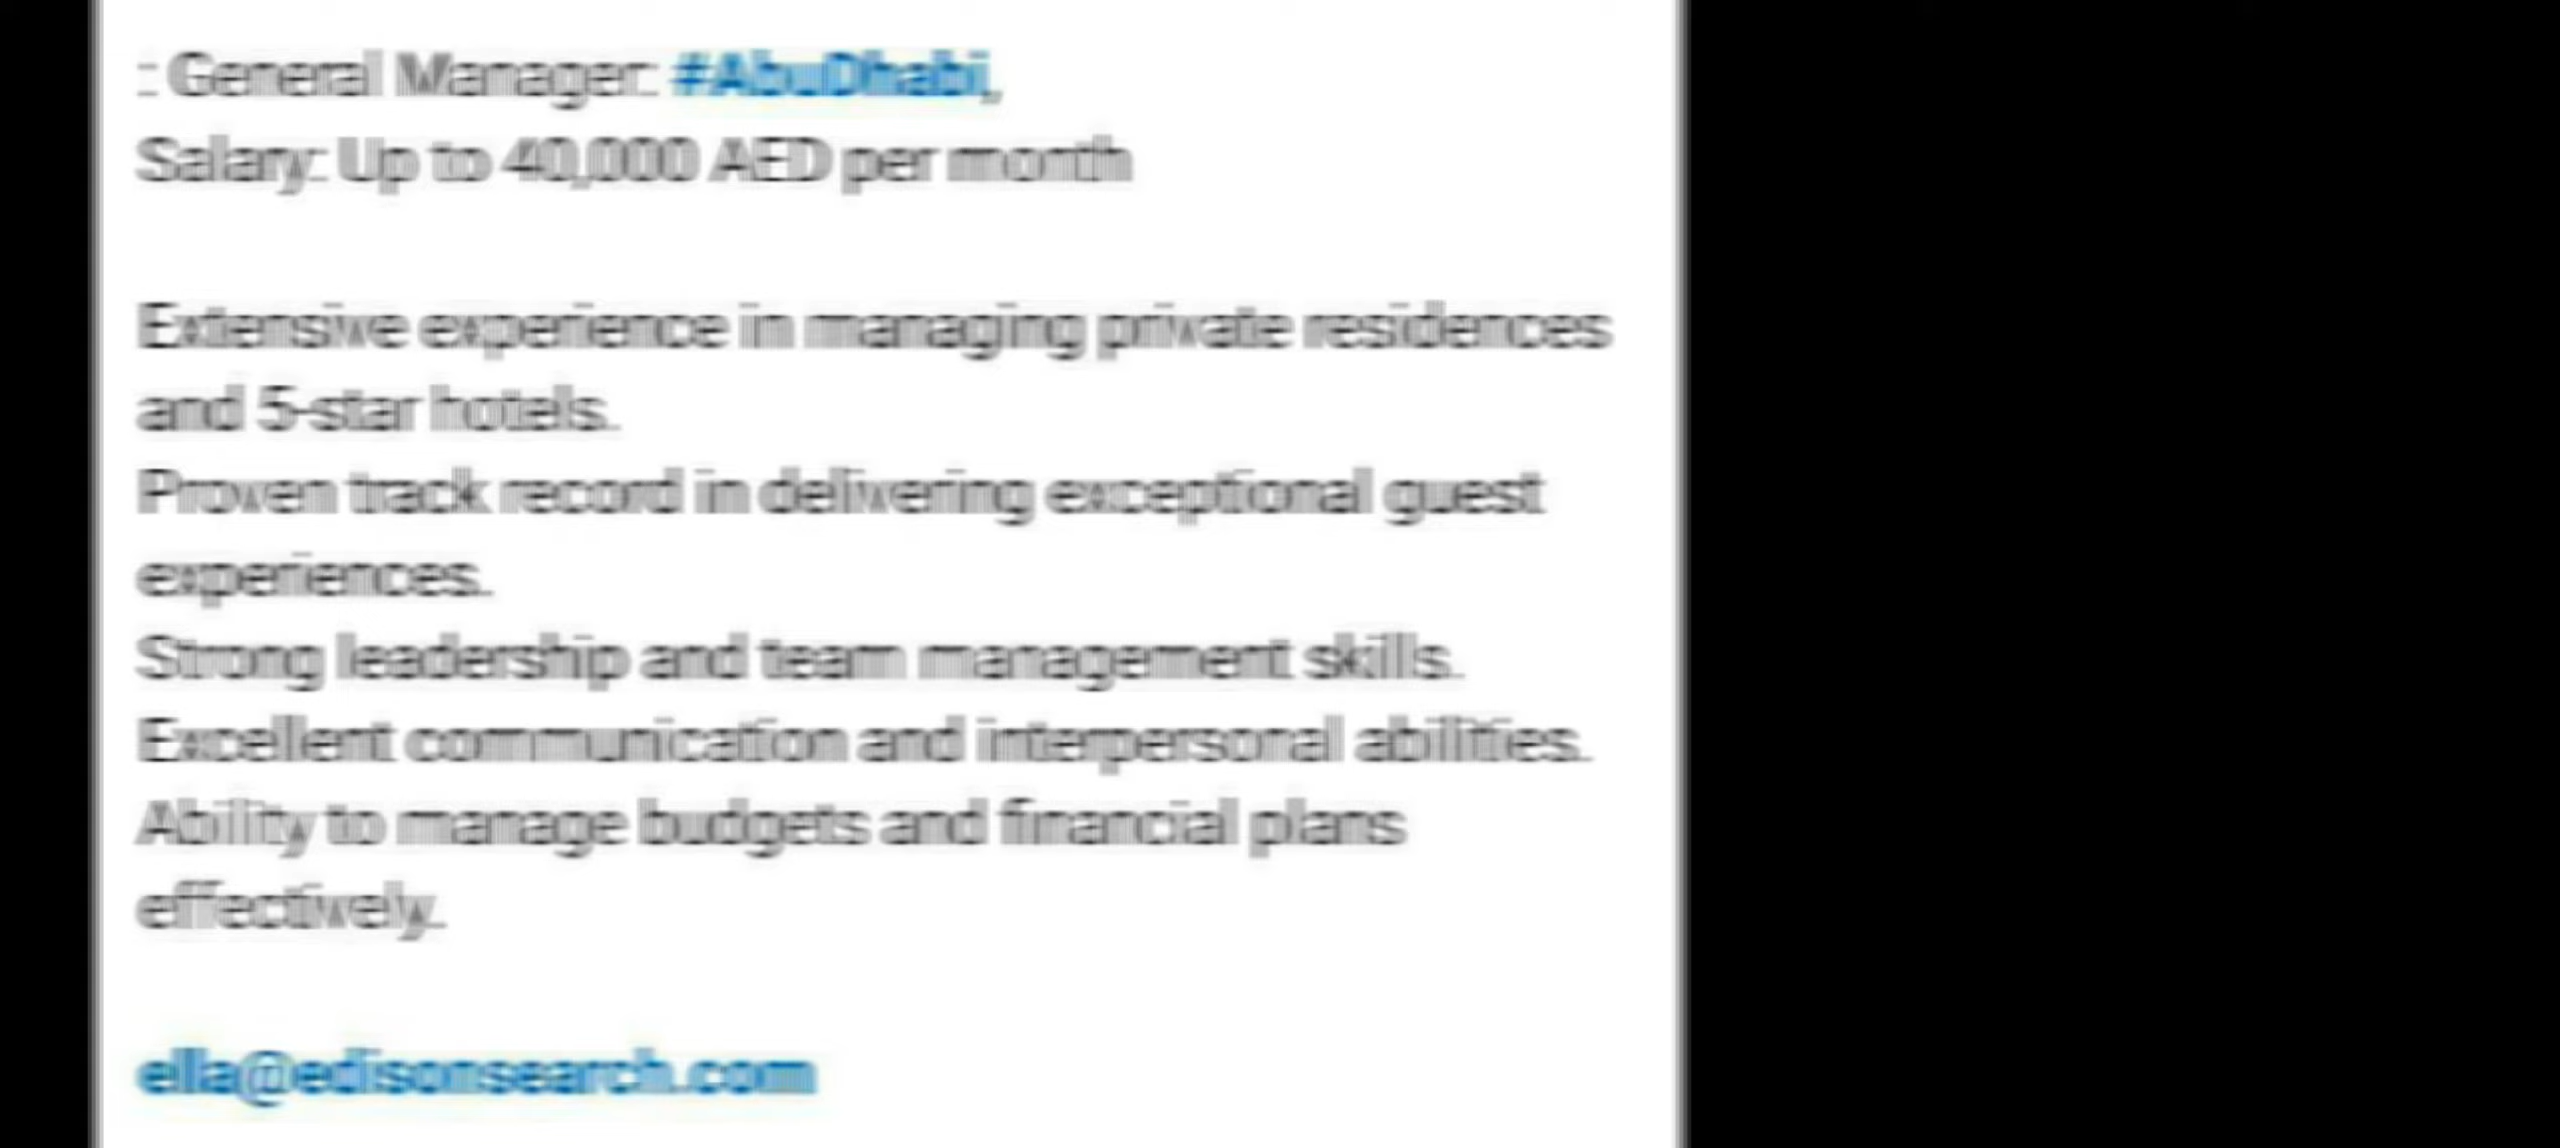 : General Manager: #AbuDhabi,
Salary: Up to 40,000 AED per month
Extensive experience in managing private residences
and 5-star hotels.
Proven track record in delivering exceptional guest
experiences.
Strong leadership and team management skills.
Excellent communication and interpersonal abilities.
Ability to manage budgets and financial plans
effectively.
ella@edisonsearch.com